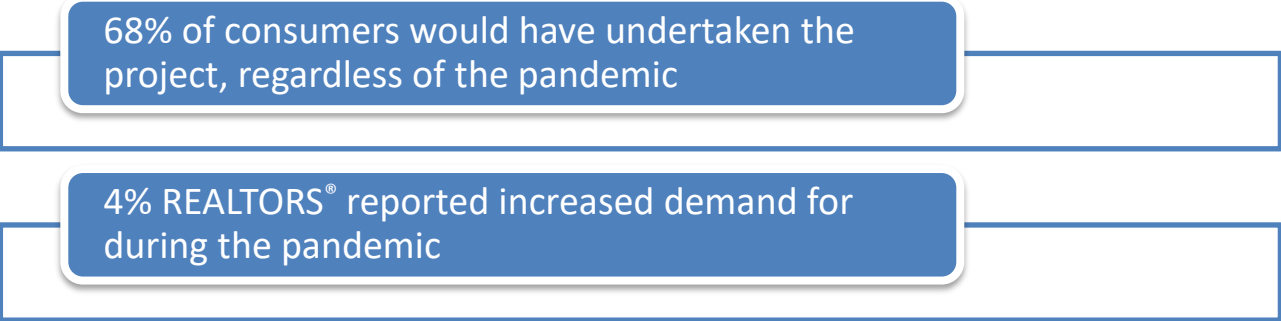 68% of consumers would have undertaken the
project, regardless of the pandemic
4% REALTORS® reported increased demand for
during the pandemic